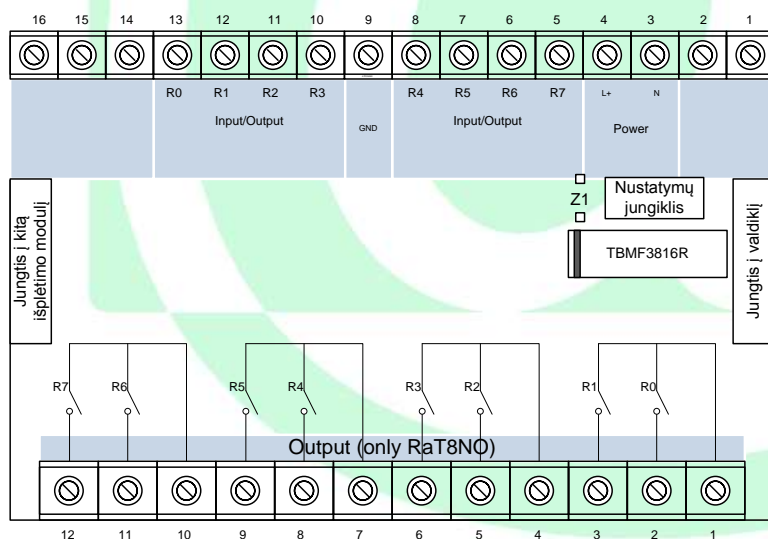 16 15 14 13 12 11 10 9 8 7 6 5 4 3 2 1
R0 R1 R2 R3 R4 R5 R6 R7 L+ N
Input/Output GND Input/Output Power
Jungtis į kitą
išplėtimo modulį
Z1
Nustatymų
jungiklis
TBMF3816R
Jungtis į valdiklį
R7 R6 R5 R4 R3 R2 R1 R0
Output (only RaT8NO)
12 11 10 9 8 7 6 5 4 3 2 1